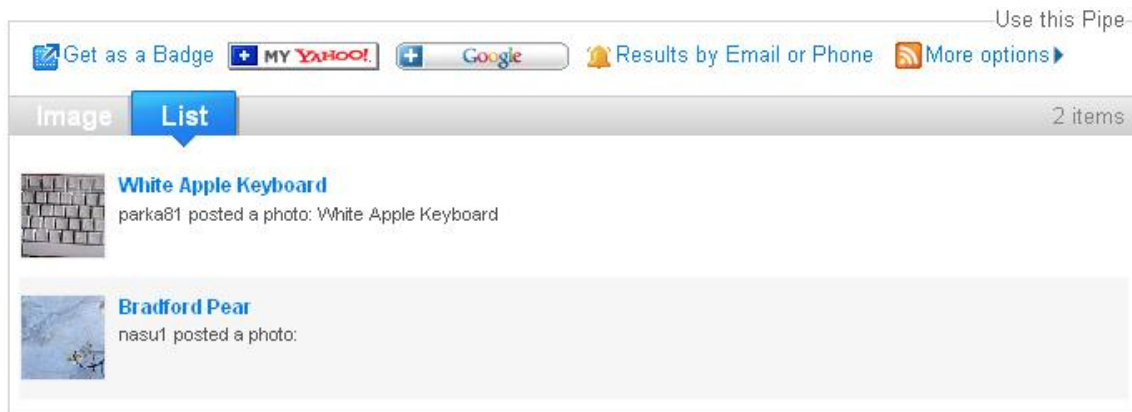 Use this Pipe
Get as a Badge MY YAHOO! Google Results by Email or Phone More options
Image List 2 items
White Apple Keyboard
parka81 posted a photo: White Apple Keyboard
Bradford Pear
nasu1 posted a photo: